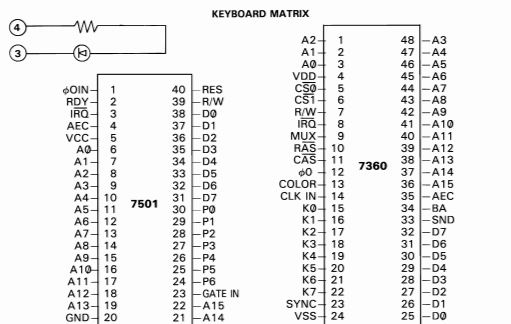 KEYBOARD MATRIX
4
3
7501
φOIN 1 40 RES
RDY 2 39 R/W
IRQ 3 38 D0
AEC 4 37 D1
VCC 5 36 D2
A0 6 35 D3
A1 7 34 D4
A2 8 33 D5
A3 9 32 D6
A4 10 31 D7
A5 11 30 P0
A6 12 29 P1
A7 13 28 P2
A8 14 27 P3
A9 15 26 P4
A10 16 25 P5
A11 17 24 P6
A12 18 23 GATE IN
A13 19 22 A15
GND 20 21 A14
7360
A2 1 48 A3
A1 2 47 A4
A0 3 46 A5
VDD 4 45 A6
CS0 5 44 A7
CS1 6 43 A8
R/W 7 42 A9
IRQ 8 41 A10
MUX 9 40 A11
RAS 10 39 A12
CAS 11 38 A13
φ0 12 37 A14
COLOR 13 36 A15
CLK IN 14 35 AEC
K0 15 34 BA
K1 16 33 SND
K2 17 32 D7
K3 18 31 D6
K4 19 30 D5
K5 20 29 D4
K6 21 28 D3
K7 22 27 D2
SYNC 23 26 D1
VSS 24 25 D0